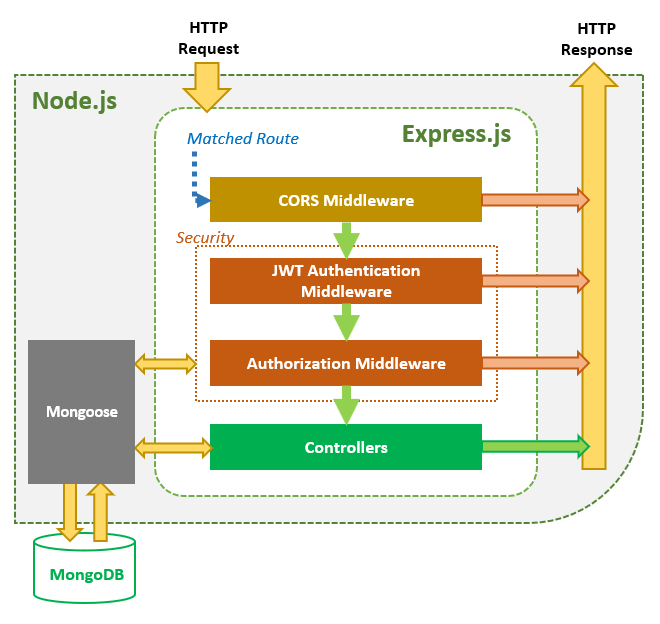 HTTP
Request
HTTP
Response
Node.js
Express.js
Matched Route
CORS Middleware
Security
JWT Authentication
Middleware
Authorization Middleware
Mongoose
Controllers
MongoDB